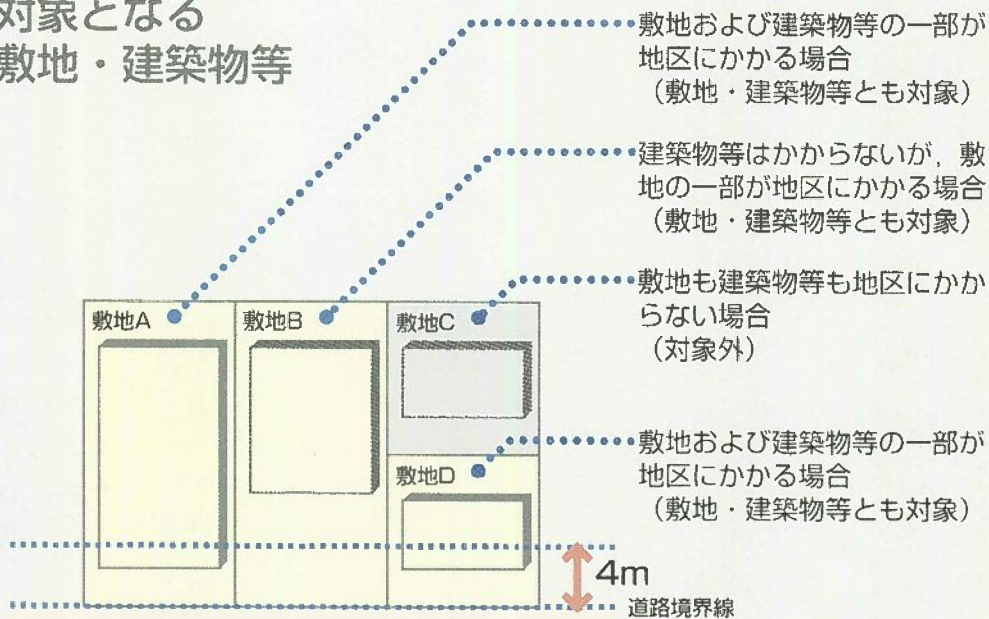 対象となる
敷地・建築物等
敷地および建築物等の一部が
地区にかかる場合
（敷地・建築物等とも対象）
建築物等はかからないが，敷
地の一部が地区にかかる場合
（敷地・建築物等とも対象）
敷地も建築物等も地区にかか
らない場合
（対象外）
敷地および建築物等の一部が
地区にかかる場合
（敷地・建築物等とも対象）
敷地A
敷地B
敷地C
敷地D
4m
道路境界線